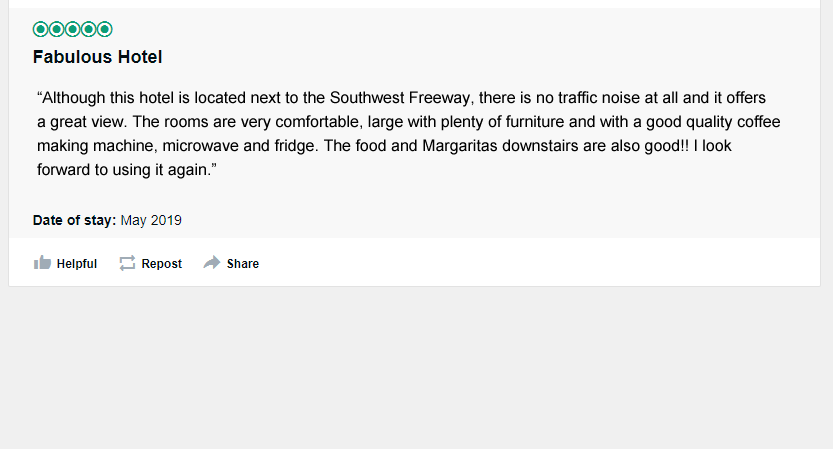 Fabulous Hotel
“Although this hotel is located next to the Southwest Freeway, there is no traffic noise at all and it offers
a great view. The rooms are very comfortable, large with plenty of furniture and with a good quality coffee
making machine, microwave and fridge. The food and Margaritas downstairs are also good!! I look
forward to using it again.”
Date of stay: May 2019
Helpful Repost Share